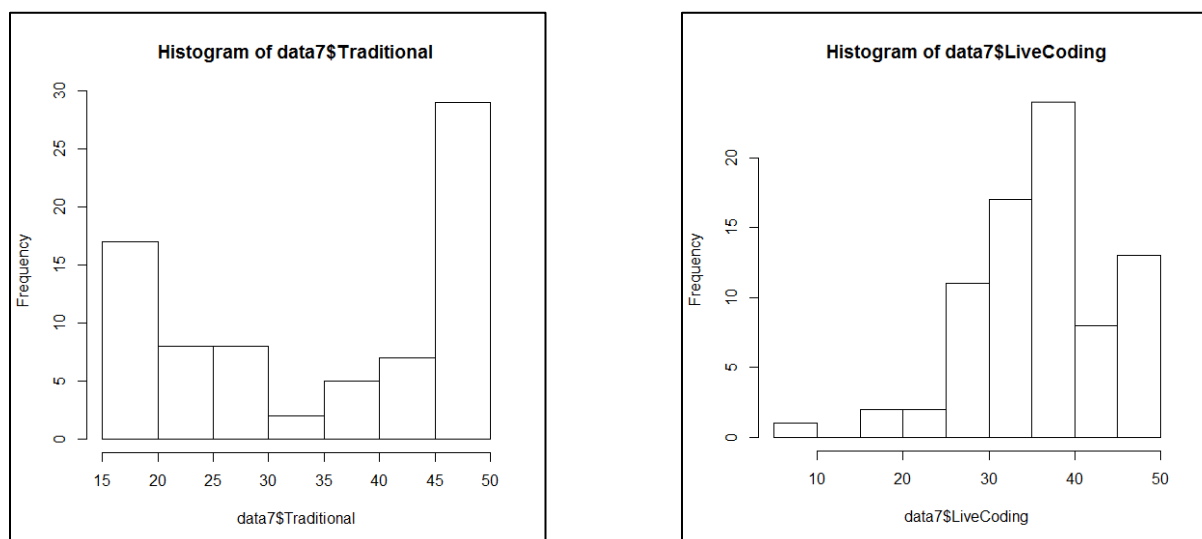 Histogram of data7$Traditional
Frequency
30
25
20
15
10
5
0
15 20 25 30 35 40 45 50
data7$Traditional
Histogram of data7$LiveCoding
Frequency
20
15
10
5
0
10 20 30 40 50
data7$LiveCoding